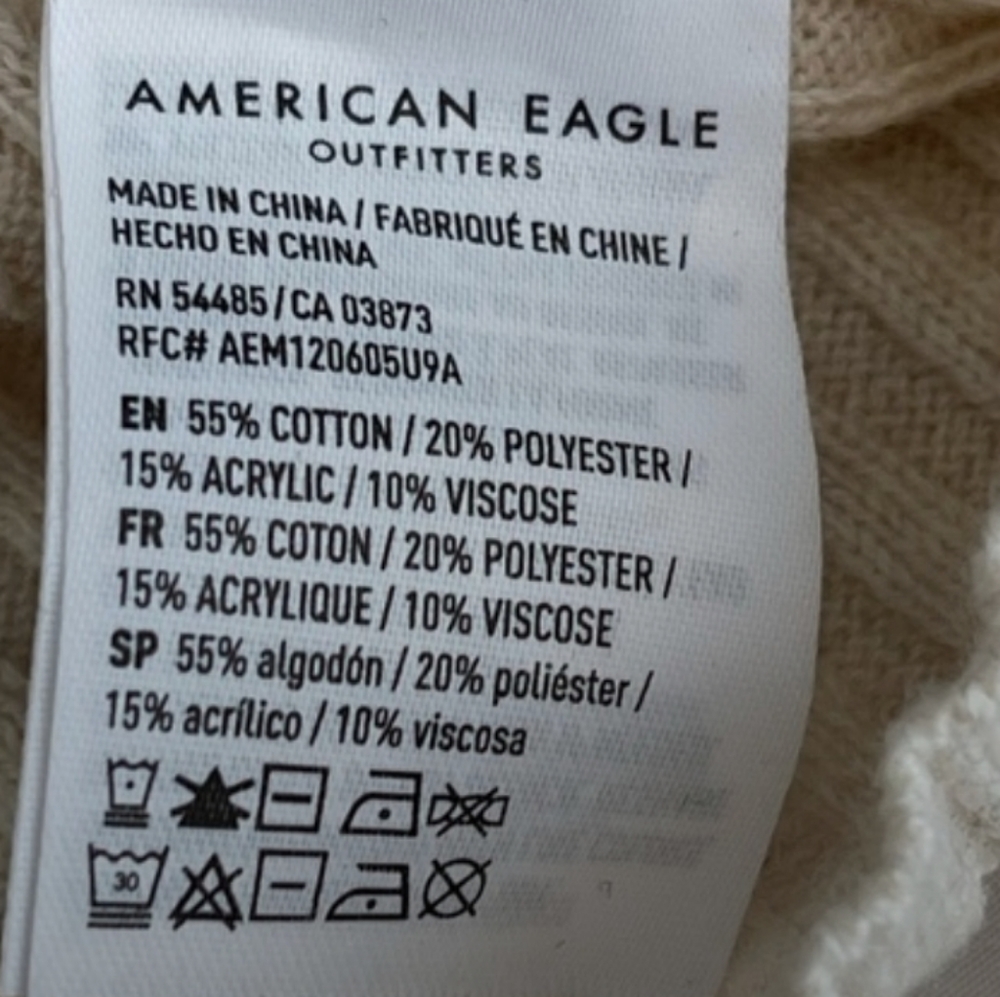 AMERICAN EAGLE
OUTFITTERS
MADE IN CHINA / FABRIQUÉ EN CHINE /
HECHO EN CHINA
RN 54485 / CA 03873
RFC# AEM120605U9A
EN 55% COTTON / 20% POLYESTER /
15% ACRYLIC / 10% VISCOSE
FR 55% COTON / 20% POLYESTER /
15% ACRYLIQUE / 10% VISCOSE
SP 55% algodón / 20% poliéster /
15% acrílico / 10% viscosa
30